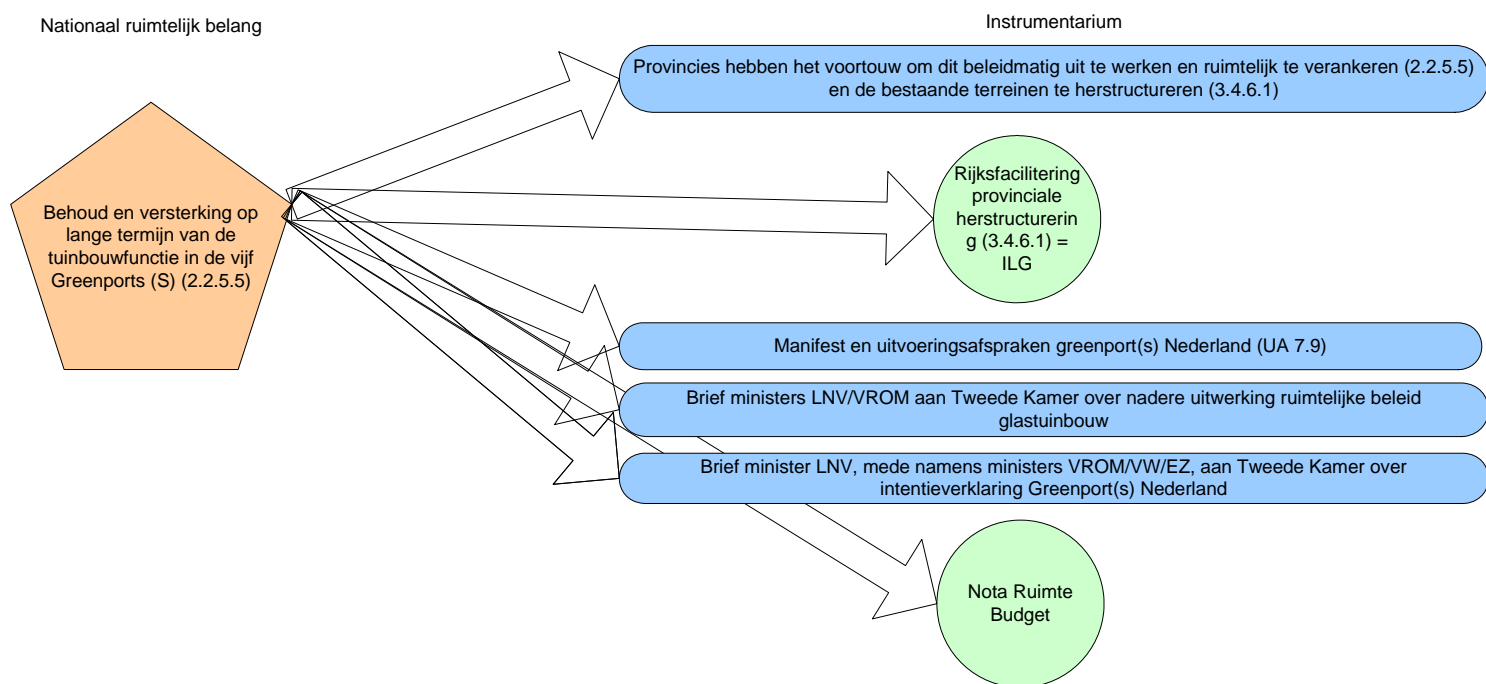 Nationaal ruimtelijk belang
Instrumentarium
Behoud en versterking op
lange termijn van de
tuinbouwfunctie in de vijf
Greenports (S) (2.2.5.5)
Provincies hebben het voortouw om dit beleidmatig uit te werken en ruimtelijk te verankeren (2.2.5.5)
en de bestaande terreinen te herstructureren (3.4.6.1)
Rijksfacilitering
provinciale
herstructurerin
g (3.4.6.1) =
ILG
Manifest en uitvoeringsafspraken greenport(s) Nederland (UA 7.9)
Brief ministers LNV/VROM aan Tweede Kamer over nadere uitwerking ruimtelijke beleid
glastuinbouw
Brief minister LNV, mede namens ministers VROM/VW/EZ, aan Tweede Kamer over
intentieverklaring Greenport(s) Nederland
Nota Ruimte
Budget